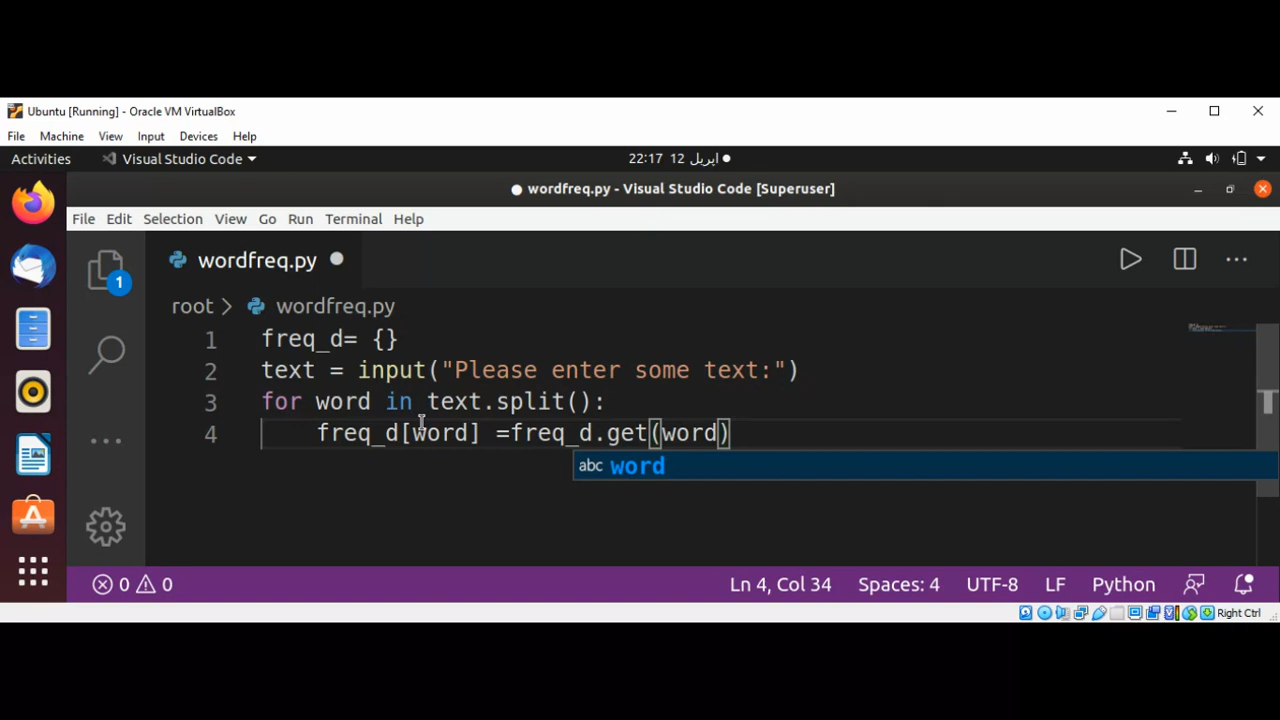 Ubuntu [Running] - Oracle VM VirtualBox
File Machine View Input Devices Help
Activities Visual Studio Code 22:17 12 اپریل
wordfreq.py - Visual Studio Code [Superuser]
File Edit Selection View Go Run Terminal Help
wordfreq.py
1
root > wordfreq.py
1 freq_d= {}
2 text = input("Please enter some text:")
3 for word in text.split():
4 freq_d[word] =freq_d.get(word)
abc word
0 0 Ln 4, Col 34 Spaces: 4 UTF-8 LF Python
Right Ctrl